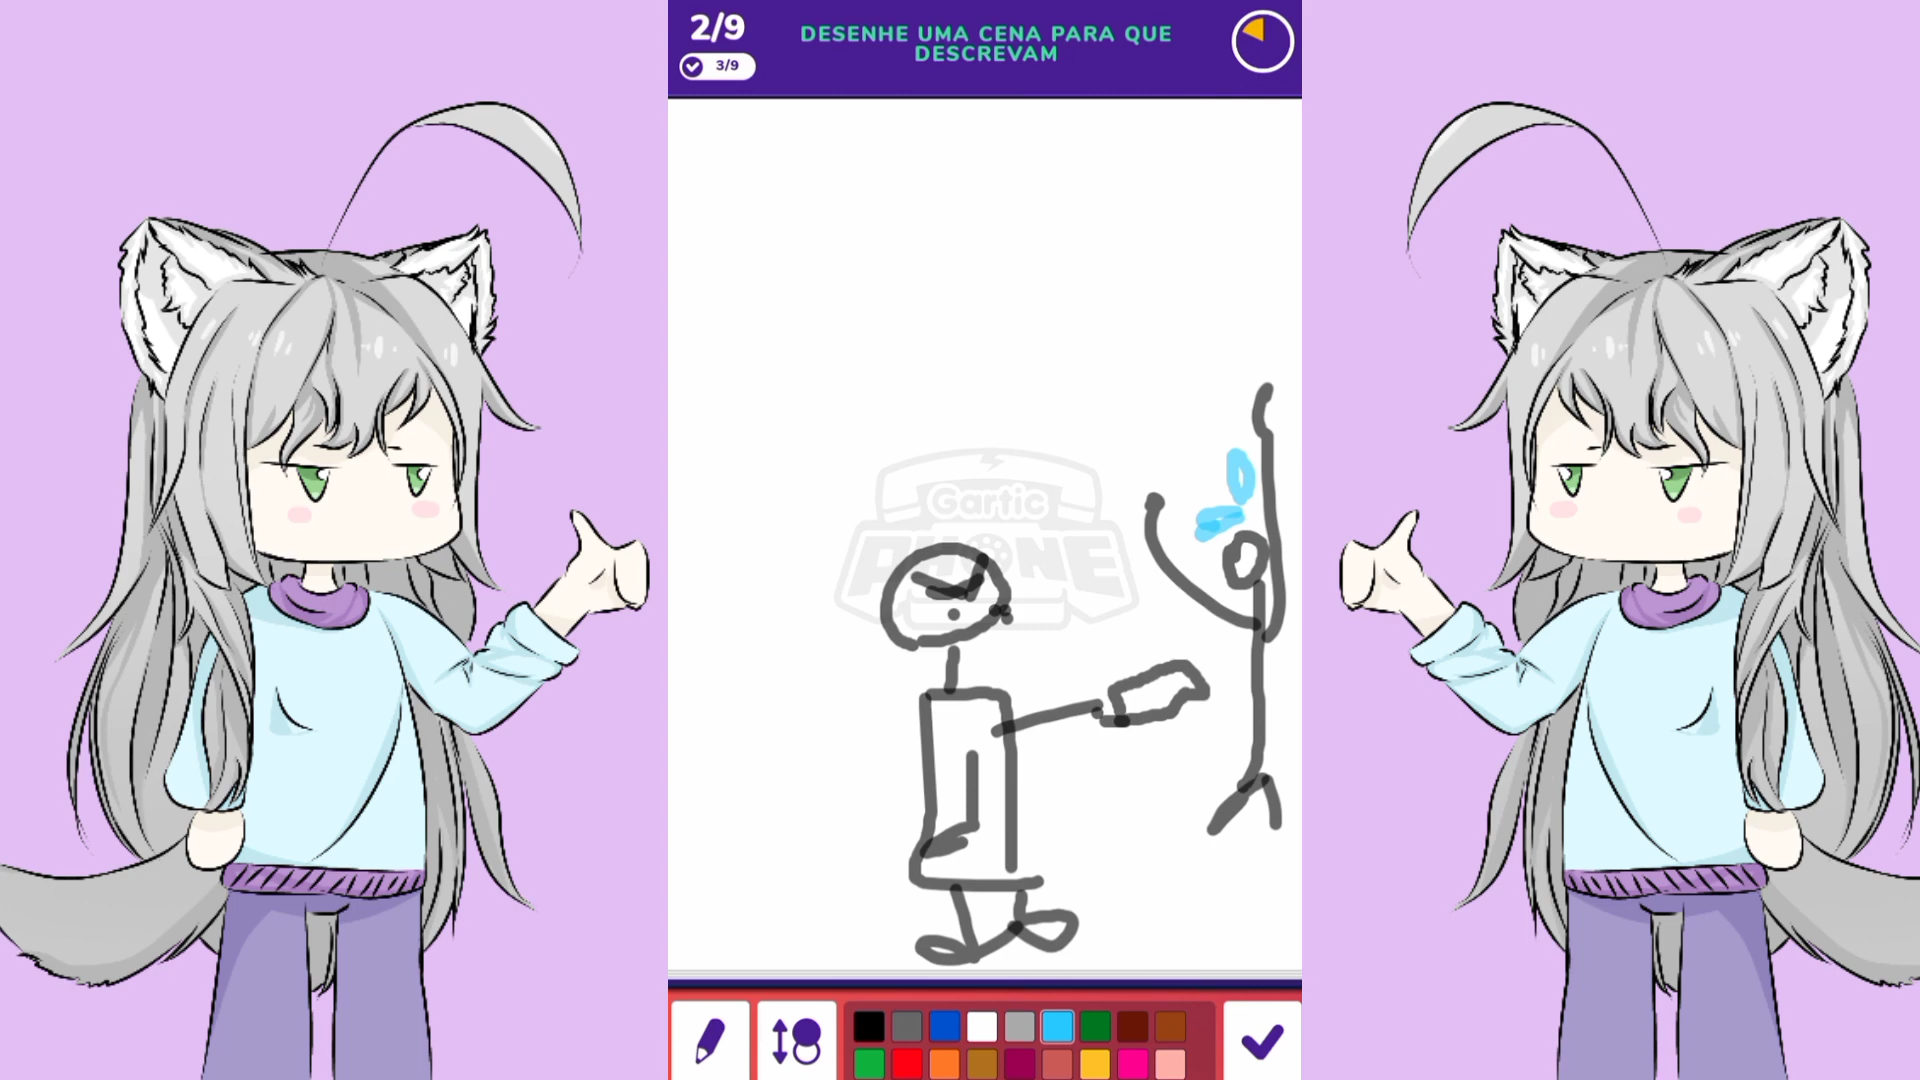 2/9
3/9
DESENHE UMA CENA PARA QUE
DESCREVAM
Gartic
PHONE